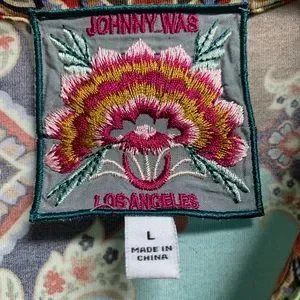 JOHNNY WAS
LOS ANGELES
L
MADE IN
CHINA